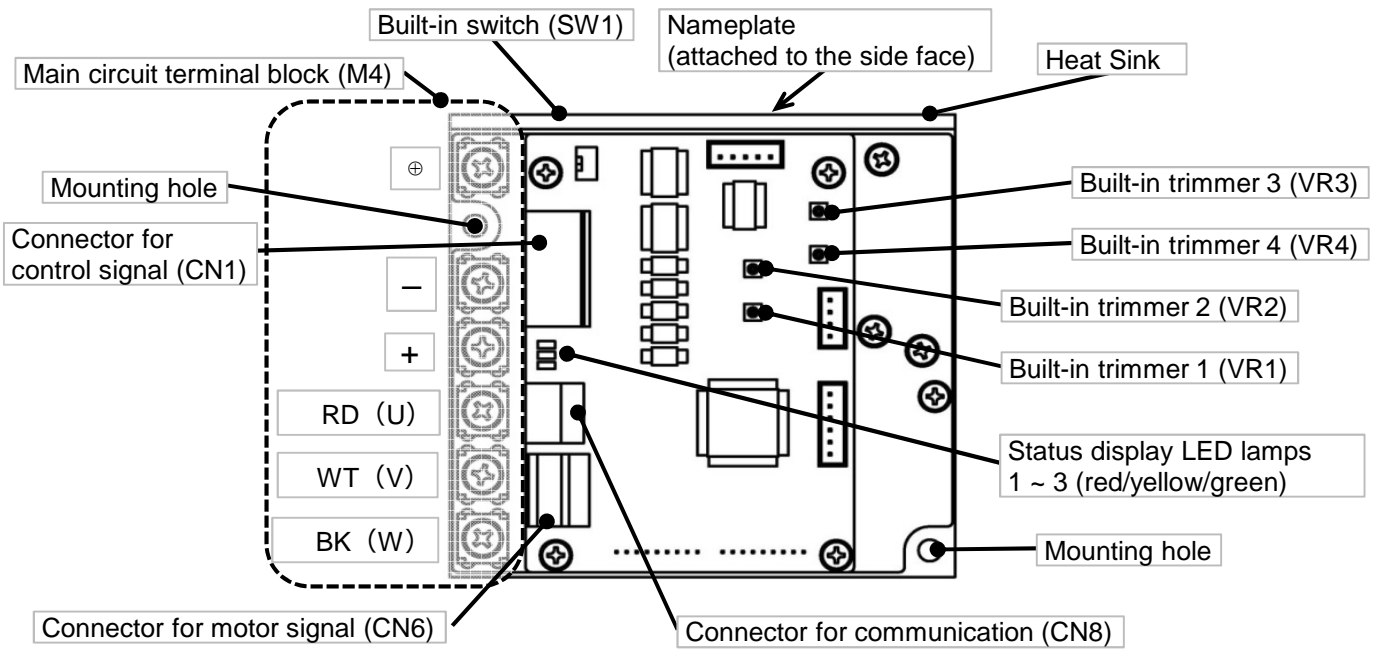 Built-in switch (SW1)
Nameplate
(attached to the side face)
Heat Sink
Main circuit terminal block (M4)
⊕
Mounting hole
Connector for
control signal (CN1)
−
+
RD (U)
WT (V)
BK (W)
Built-in trimmer 3 (VR3)
Built-in trimmer 4 (VR4)
Built-in trimmer 2 (VR2)
Built-in trimmer 1 (VR1)
Status display LED lamps
1 ~ 3 (red/yellow/green)
Mounting hole
Connector for motor signal (CN6)
Connector for communication (CN8)